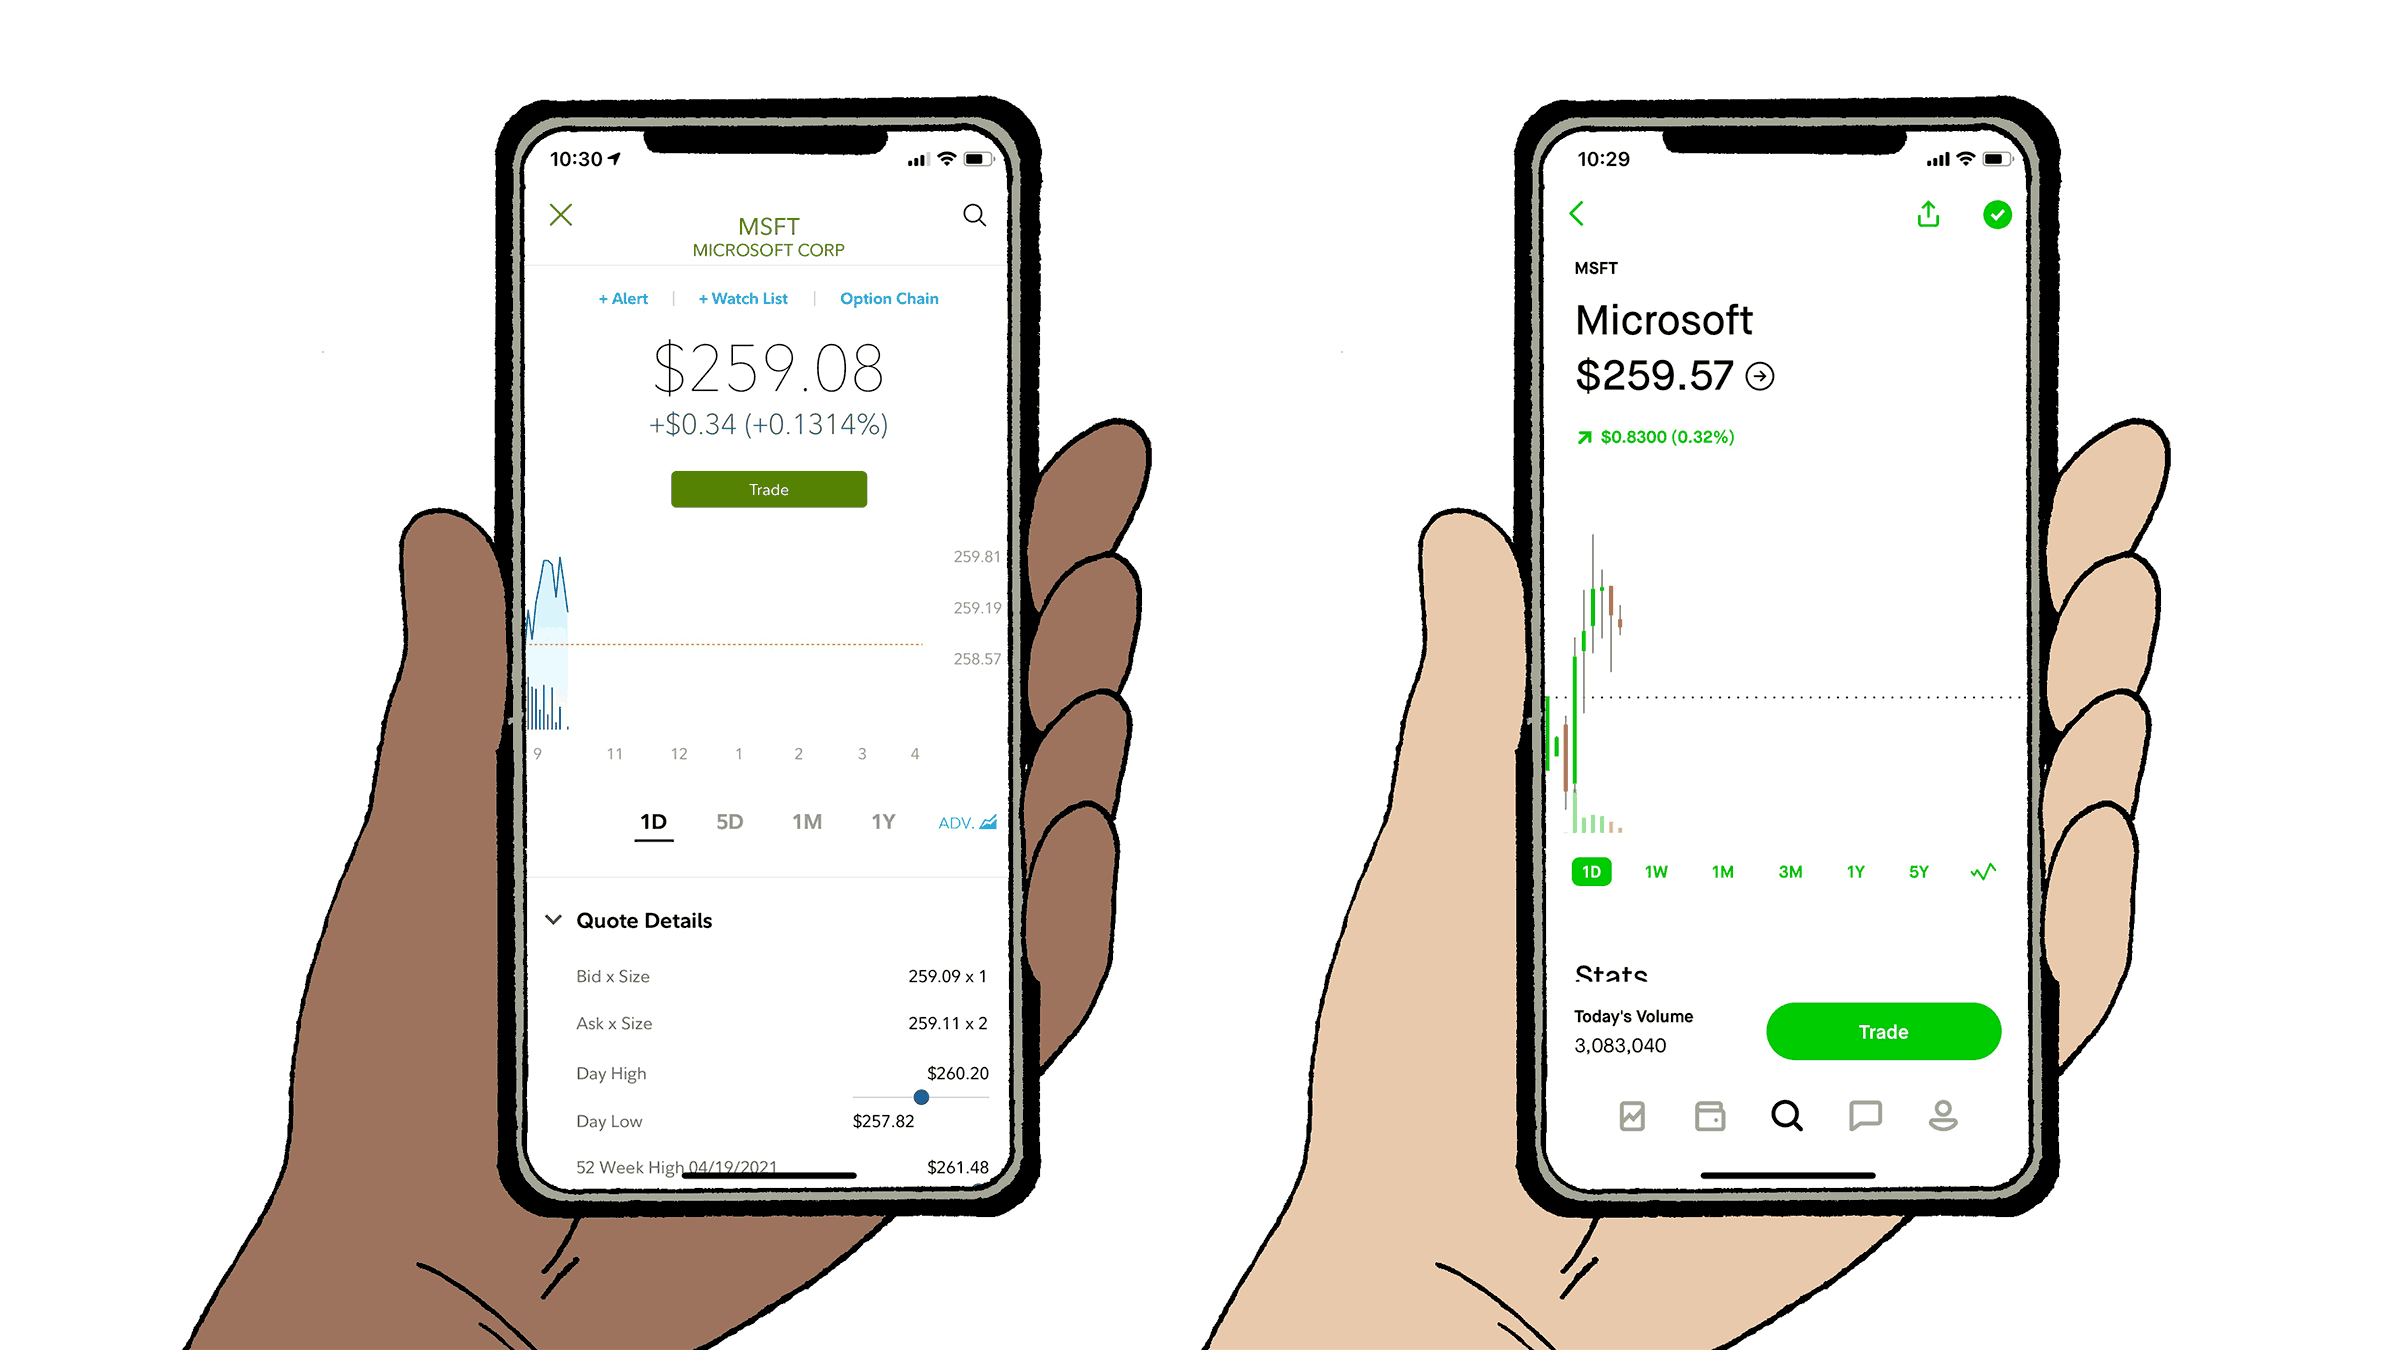 10:30
MSFT
MICROSOFT CORP
+ Alert | + Watch List | Option Chain
$259.08
+$0.34 (+0.1314%)
Trade
259.81
259.19
258.57
9 11 12 1 2 3 4
1D 5D 1M 1Y ADV.
Quote Details
Bid x Size 259.09 x 1
Ask x Size 259.11 x 2
Day High $260.20
Day Low $257.82
52 Week High 04/19/2021 $261.48
10:29
MSFT
Microsoft
$259.57
$0.8300 (0.32%)
1D 1W 1M 3M 1Y 5Y
Stats
Today's Volume
3,083,040
Trade